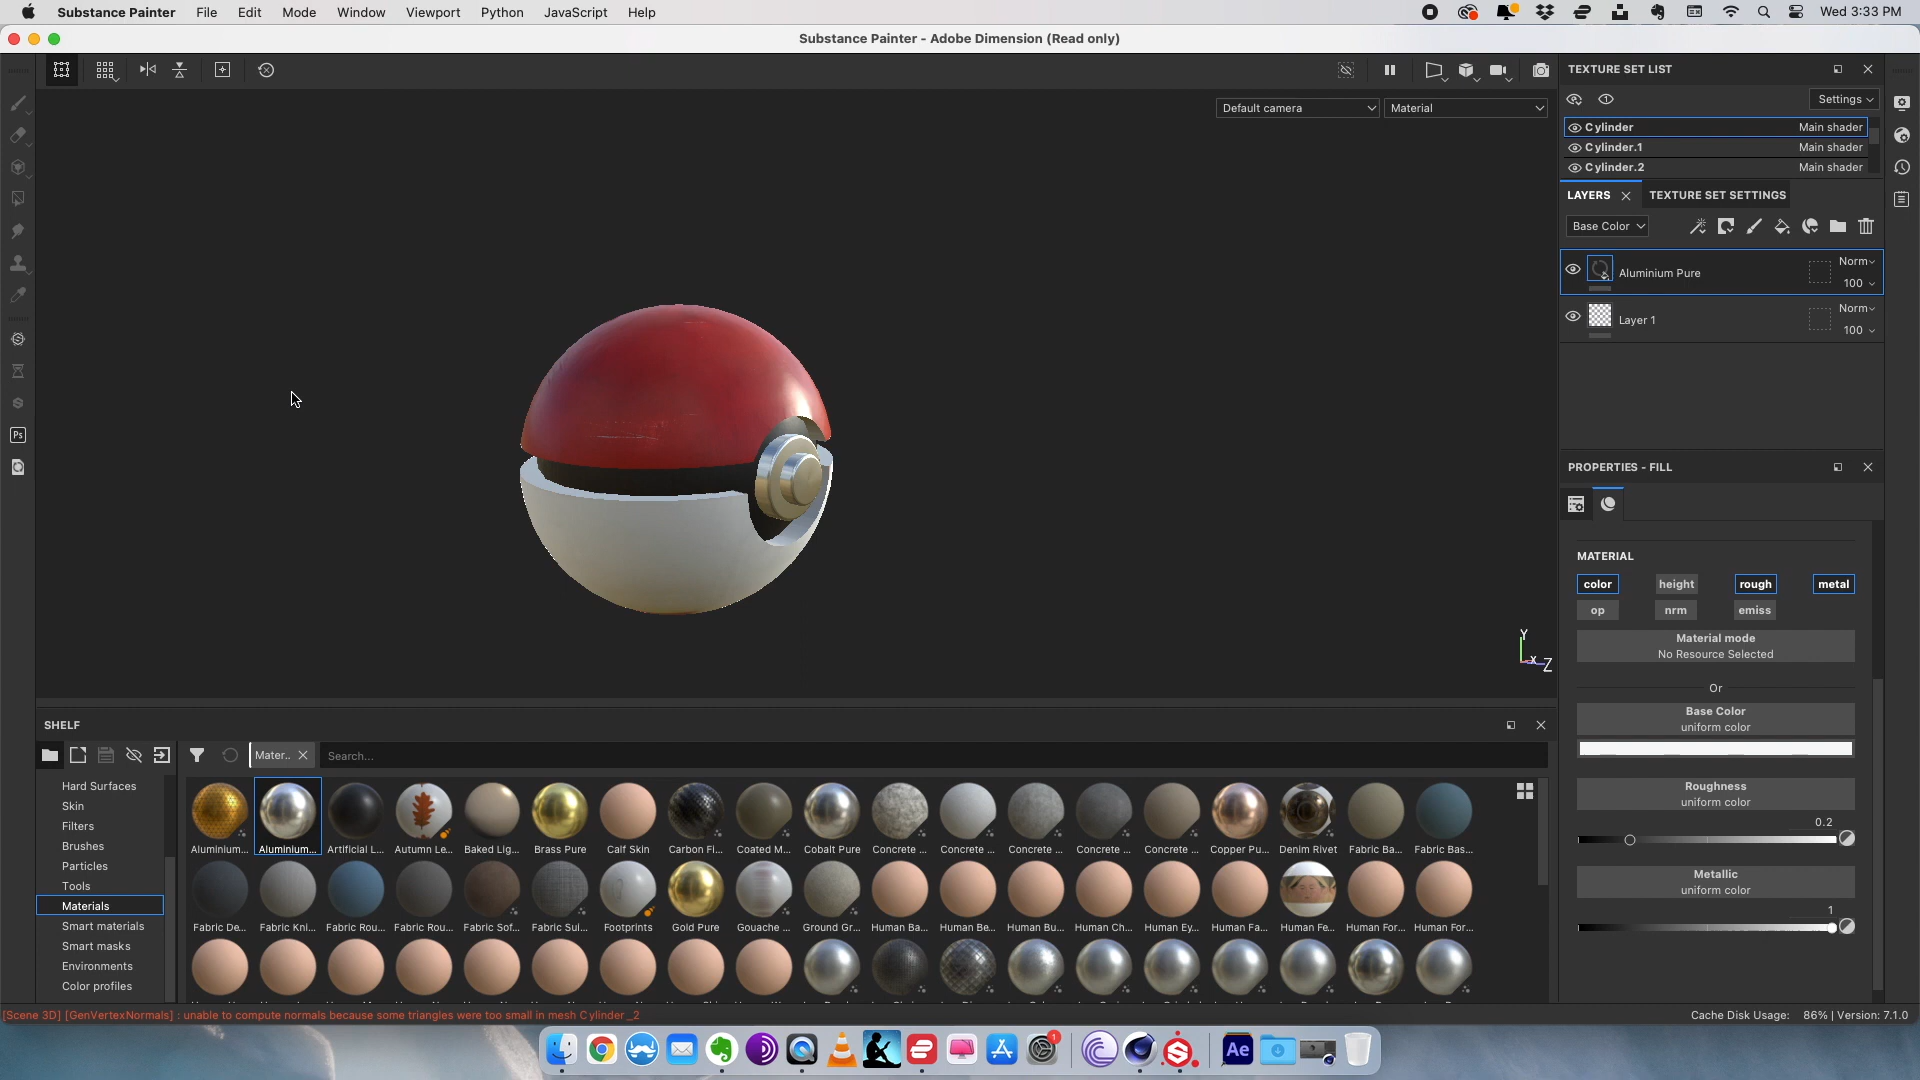 Substance Painter File Edit Mode Window Viewport Python JavaScript Help Wed 3:33 PM
Substance Painter - Adobe Dimension (Read only)
TEXTURE SET LIST
Settings
Default camera Material
Cylinder Main shader
Cylinder.1 Main shader
Cylinder.2 Main shader
LAYERS TEXTURE SET SETTINGS
Base Color
Aluminium Pure Norm
100
Layer 1 Norm
100
PROPERTIES - FILL
MATERIAL
color height rough metal
op nrm emiss
Material mode
No Resource Selected
Or
Base Color
uniform color
Roughness
uniform color
0.2
Metallic
uniform color
1
Y
X
Z
Ps
SHELF
Mater.. Search...
Hard Surfaces
Skin
Filters
Brushes
Particles
Tools
Materials
Smart materials
Smart masks
Environments
Color profiles
Aluminium... Aluminium... Artificial L... Autumn Le... Baked Lig... Brass Pure Calf Skin Carbon Fi... Coated M... Cobalt Pure Concrete ... Concrete ... Concrete ... Concrete ... Concrete ... Copper Pu... Denim Rivet Fabric Ba... Fabric Bas...
Fabric De... Fabric Kni... Fabric Rou... Fabric Rou... Fabric Sof... Fabric Sui... Footprints Gold Pure Gouache ... Ground Gr... Human Ba... Human Be... Human Bu... Human Ch... Human Ey... Human Fa... Human Fe... Human For... Human For...
[Scene 3D] [GenVertexNormals] : unable to compute normals because some triangles were too small in mesh Cylinder_2
Cache Disk Usage: 86% | Version: 7.1.0
1
Ae